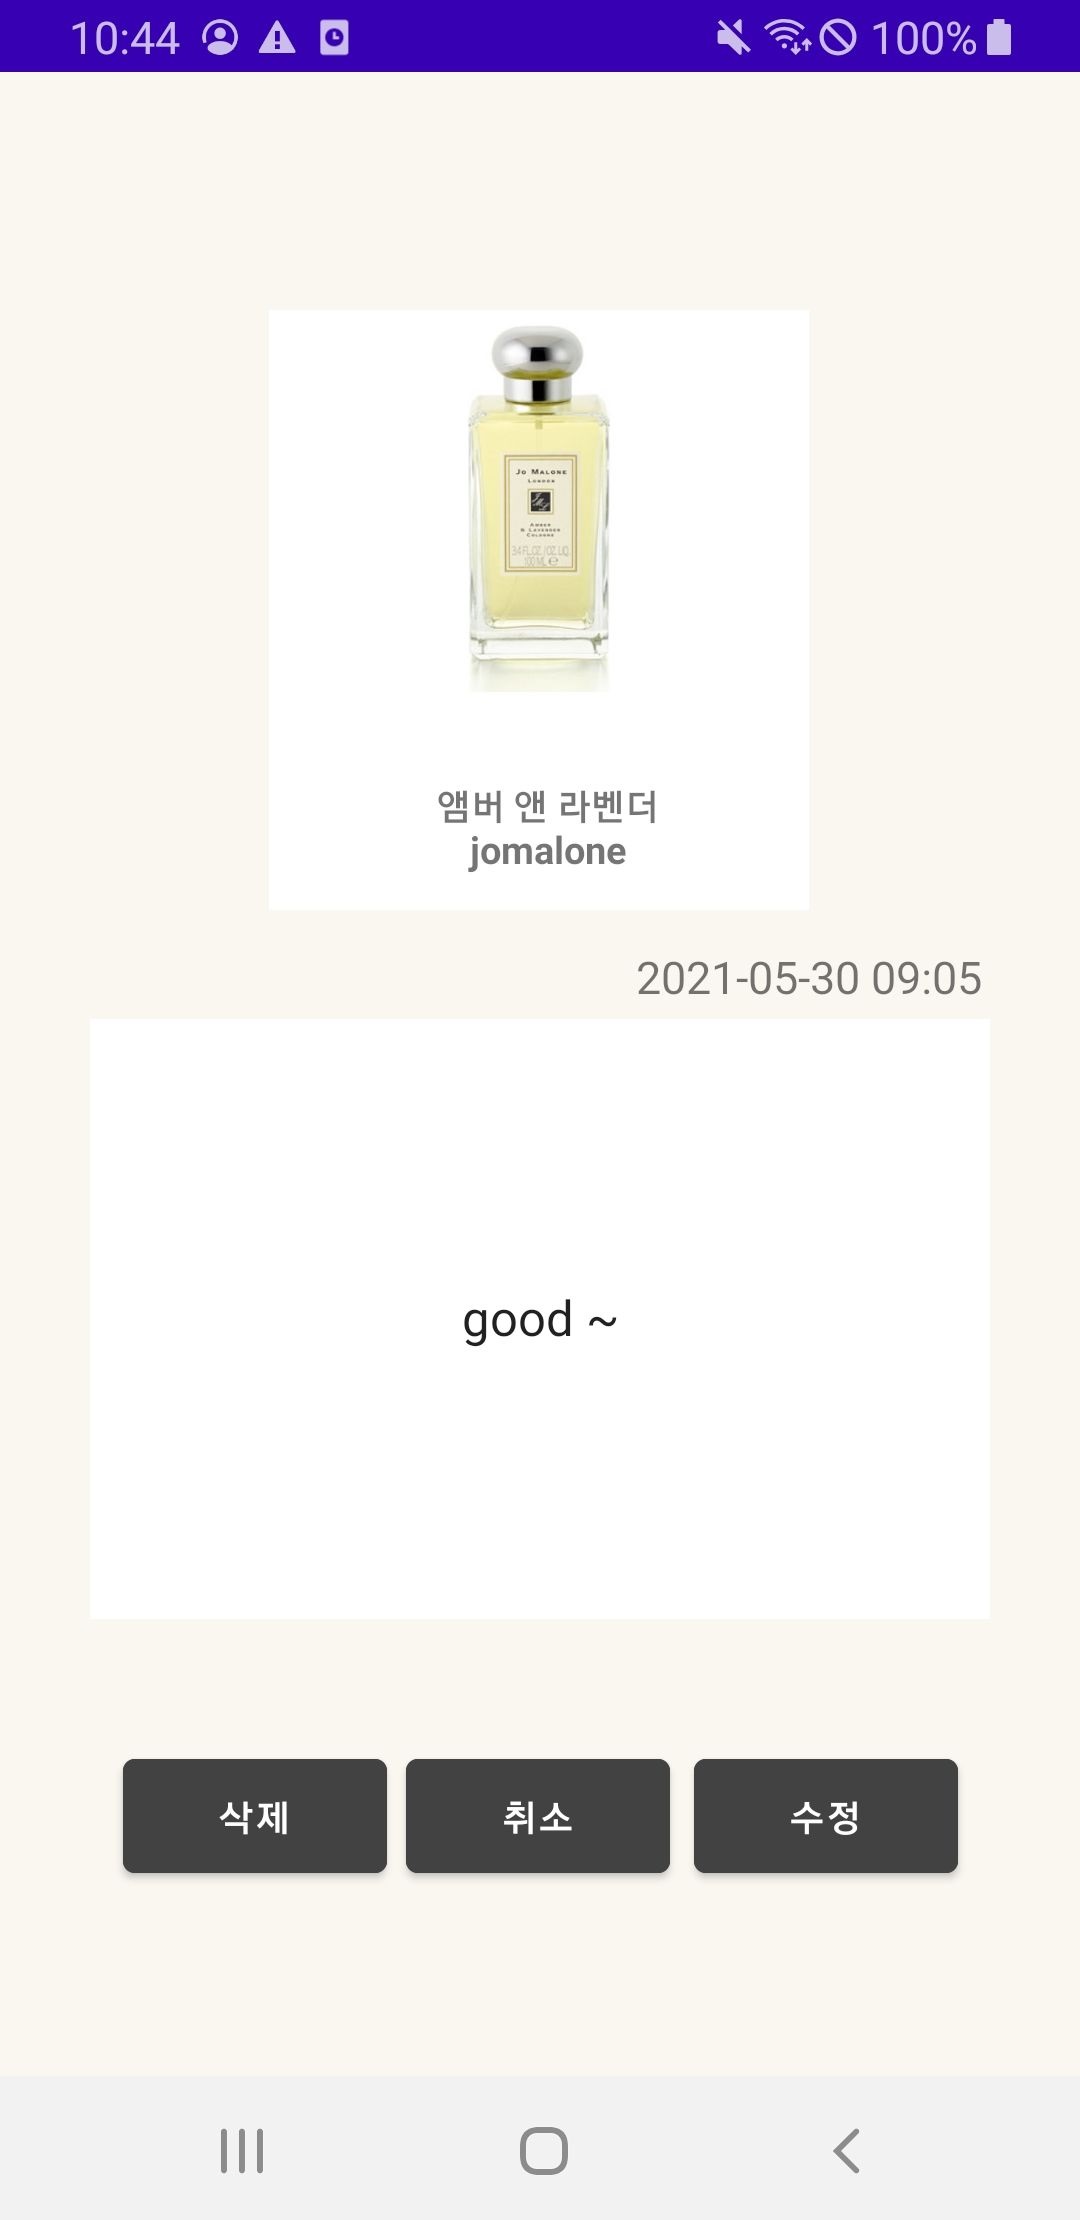 10:44 100%
Jo Malone
London
Amber
& Lavender
Cologne
3.4 FL.OZ. / OZ. LIQ.
100 ML ℮
앰버 앤 라벤더
jomalone
2021-05-30 09:05
good ~
삭제 취소 수정